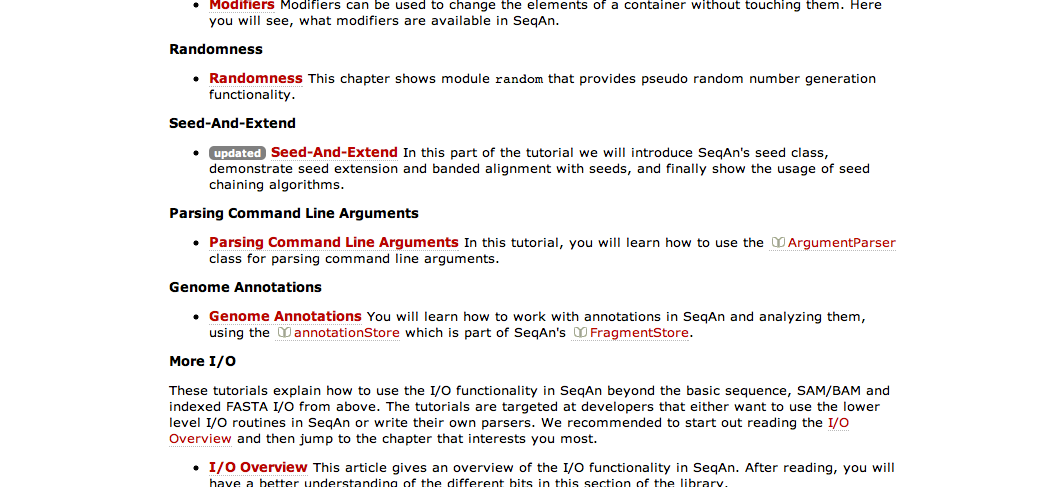 • Modifiers Modifiers can be used to change the elements of a container without touching them. Here
you will see, what modifiers are available in SeqAn.
Randomness
• Randomness This chapter shows module random that provides pseudo random number generation
functionality.
Seed-And-Extend
• updated Seed-And-Extend In this part of the tutorial we will introduce SeqAn's seed class,
demonstrate seed extension and banded alignment with seeds, and finally show the usage of seed
chaining algorithms.
Parsing Command Line Arguments
• Parsing Command Line Arguments In this tutorial, you will learn how to use the ArgumentParser
class for parsing command line arguments.
Genome Annotations
• Genome Annotations You will learn how to work with annotations in SeqAn and analyzing them,
using the annotationStore which is part of SeqAn's FragmentStore.
More I/O
These tutorials explain how to use the I/O functionality in SeqAn beyond the basic sequence, SAM/BAM and
indexed FASTA I/O from above. The tutorials are targeted at developers that either want to use the lower
level I/O routines in SeqAn or write their own parsers. We recommended to start out reading the I/O
Overview and then jump to the chapter that interests you most.
• I/O Overview This article gives an overview of the I/O functionality in SeqAn. After reading, you will
have a better understanding of the different bits in this section of the library.